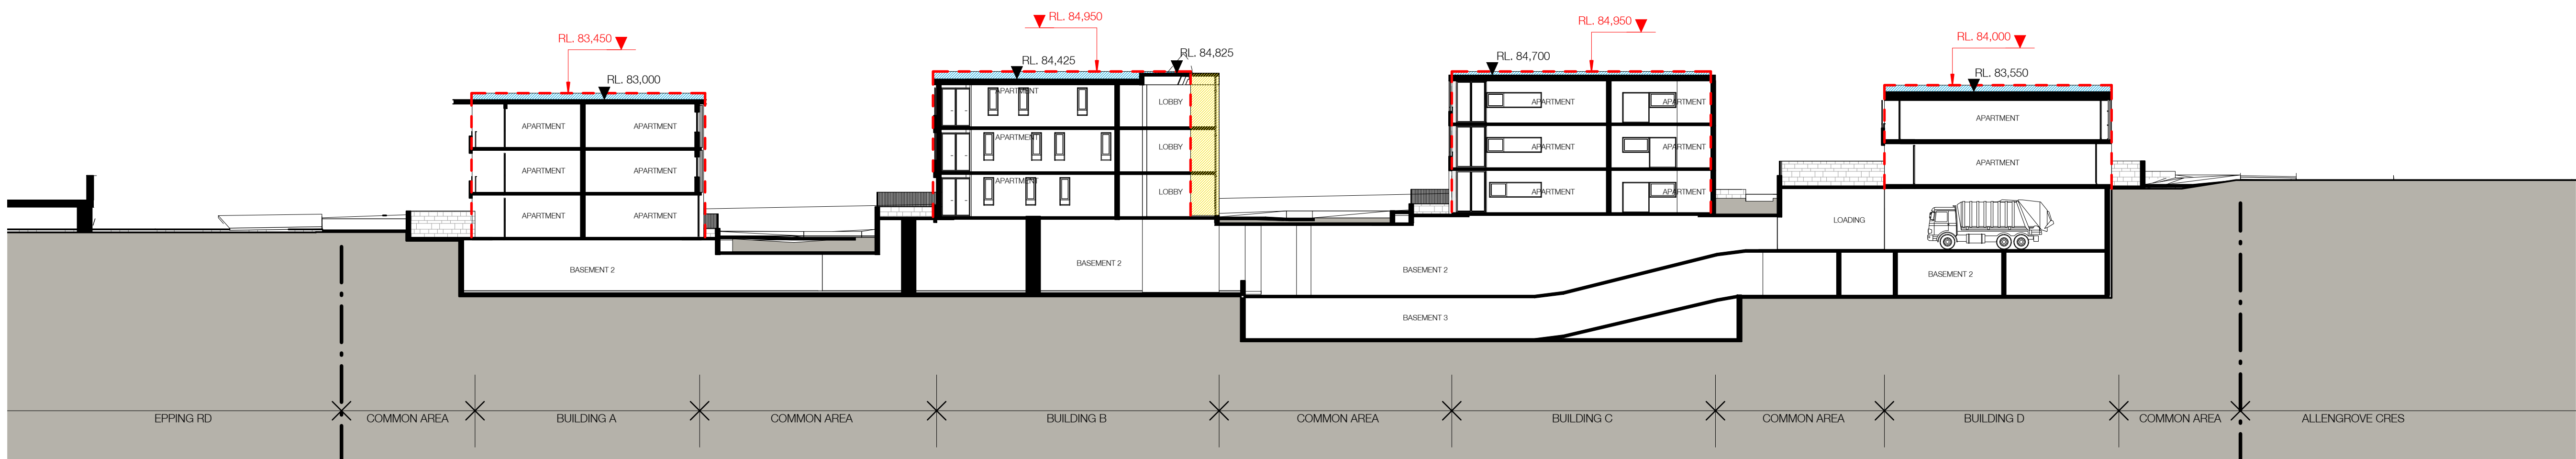 RL. 84,950
RL. 84,950
RL. 83,450
RL. 84,000
RL. 84,825
RL. 84,425
RL. 84,700
RL. 83,550
RL. 83,000
APARTMENT
LOBBY
APARTMENT
APARTMENT
APARTMENT
APARTMENT
APARTMENT
APARTMENT
LOBBY
APARTMENT
APARTMENT
APARTMENT
APARTMENT
APARTMENT
APARTMENT
LOBBY
APARTMENT
APARTMENT
APARTMENT
APARTMENT
LOADING
BASEMENT 2
BASEMENT 2
BASEMENT 2
BASEMENT 2
BASEMENT 3
EPPING RD
COMMON AREA
BUILDING A
COMMON AREA
BUILDING B
COMMON AREA
BUILDING C
COMMON AREA
BUILDING D
COMMON AREA
ALLENGROVE CRES